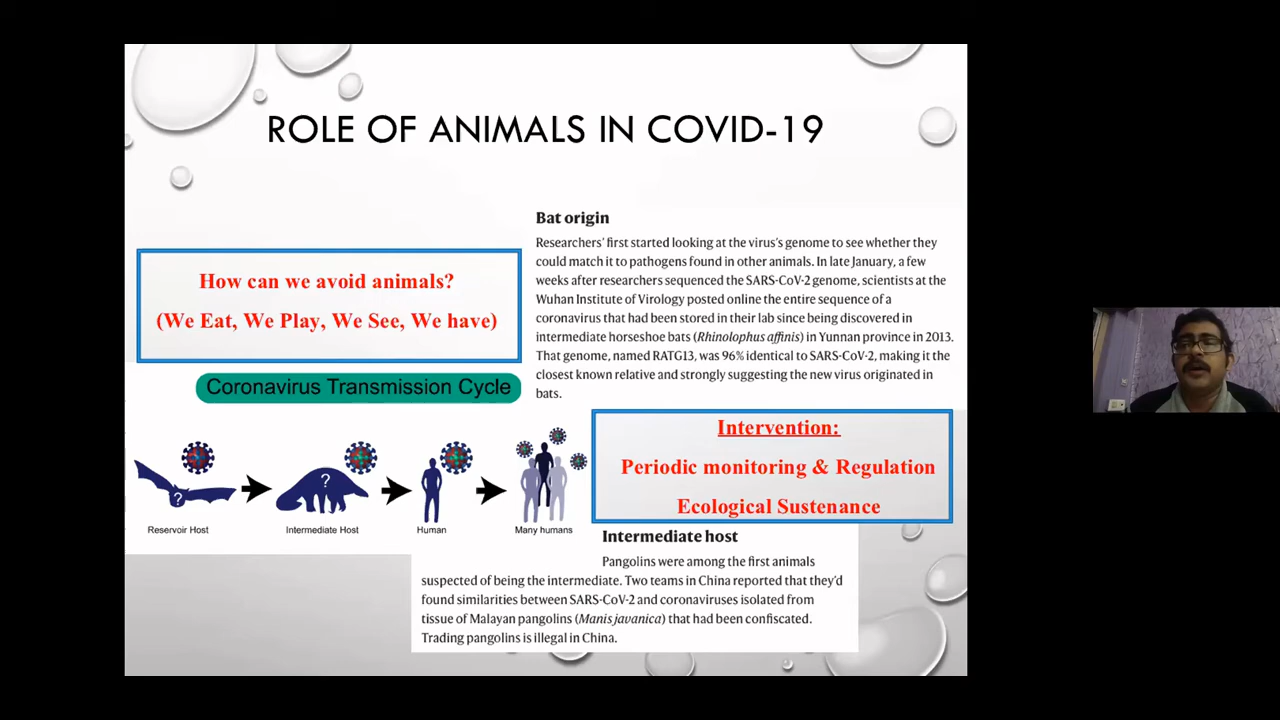 ROLE OF ANIMALS IN COVID-19
How can we avoid animals?
(We Eat, We Play, We See, We have)
Coronavirus Transmission Cycle
?
?
Reservoir Host
Intermediate Host
Human
Many humans
Bat origin
Researchers' first started looking at the virus's genome to see whether they
could match it to pathogens found in other animals. In late January, a few
weeks after researchers sequenced the SARS-CoV-2 genome, scientists at the
Wuhan Institute of Virology posted online the entire sequence of a
coronavirus that had been stored in their lab since being discovered in
intermediate horseshoe bats (Rhinolophus affinis) in Yunnan province in 2013.
That genome, named RATG13, was 96% identical to SARS-CoV-2, making it the
closest known relative and strongly suggesting the new virus originated in
bats.
Intervention:
Periodic monitoring & Regulation
Ecological Sustenance
Intermediate host
Pangolins were among the first animals
suspected of being the intermediate. Two teams in China reported that they'd
found similarities between SARS-CoV-2 and coronaviruses isolated from
tissue of Malayan pangolins (Manis javanica) that had been confiscated.
Trading pangolins is illegal in China.